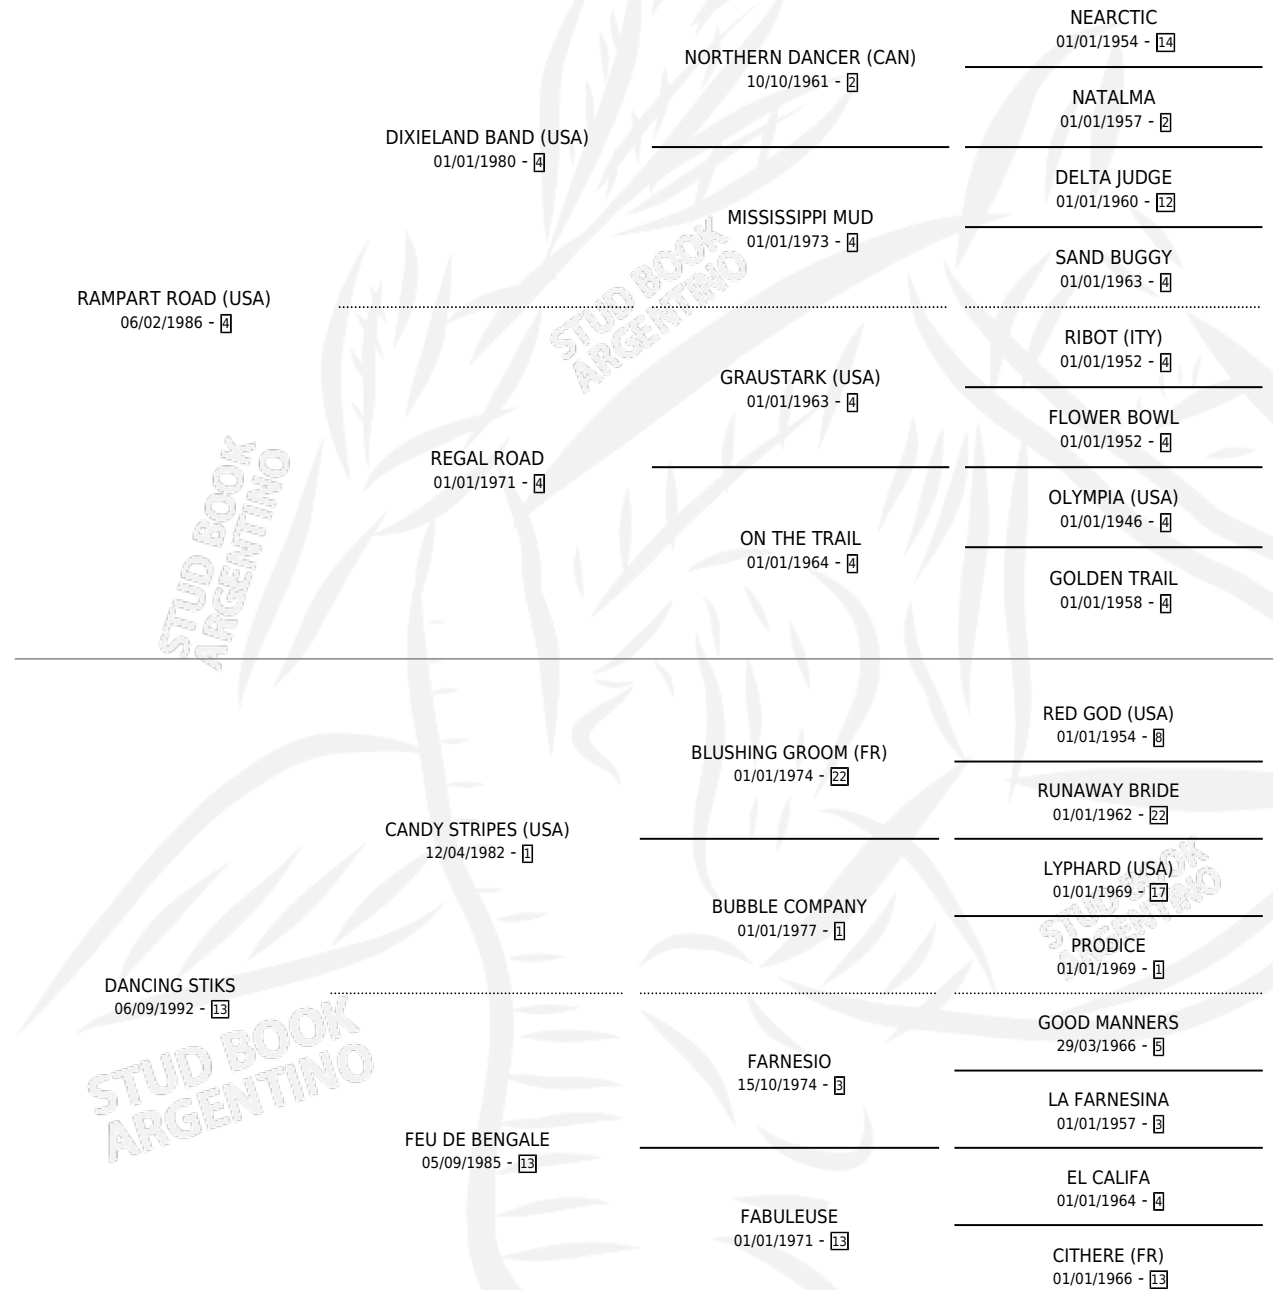 NEARCTIC
01/01/1954 - 14
NORTHERN DANCER (CAN)
10/10/1961 - 2
NATALMA
01/01/1957 - 2
DIXIELAND BAND (USA)
01/01/1980 - 4
DELTA JUDGE
01/01/1960 - 12
MISSISSIPPI MUD
01/01/1973 - 4
SAND BUGGY
01/01/1963 - 4
RAMPART ROAD (USA)
06/02/1986 - 4
STUD BOOK
ARGENTINO
RIBOT (ITY)
01/01/1952 - 4
GRAUSTARK (USA)
01/01/1963 - 4
FLOWER BOWL
01/01/1952 - 4
REGAL ROAD
01/01/1971 - 4
OLYMPIA (USA)
01/01/1946 - 4
ON THE TRAIL
01/01/1964 - 4
GOLDEN TRAIL
01/01/1958 - 4
STUD BOOK
ARGENTINO
RED GOD (USA)
01/01/1954 - 8
BLUSHING GROOM (FR)
01/01/1974 - 22
RUNAWAY BRIDE
01/01/1962 - 22
CANDY STRIPES (USA)
12/04/1982 - 1
LYPHARD (USA)
01/01/1969 - 17
BUBBLE COMPANY
01/01/1977 - 1
STUD BOOK
ARGENTINO
PRODICE
01/01/1969 - 1
DANCING STIKS
06/09/1992 - 13
GOOD MANNERS
29/03/1966 - 5
FARNESIO
15/10/1974 - 3
STUD BOOK
ARGENTINO
LA FARNESINA
01/01/1957 - 3
FEU DE BENGALE
05/09/1985 - 13
EL CALIFA
01/01/1964 - 4
FABULEUSE
01/01/1971 - 13
CITHERE (FR)
01/01/1966 - 13